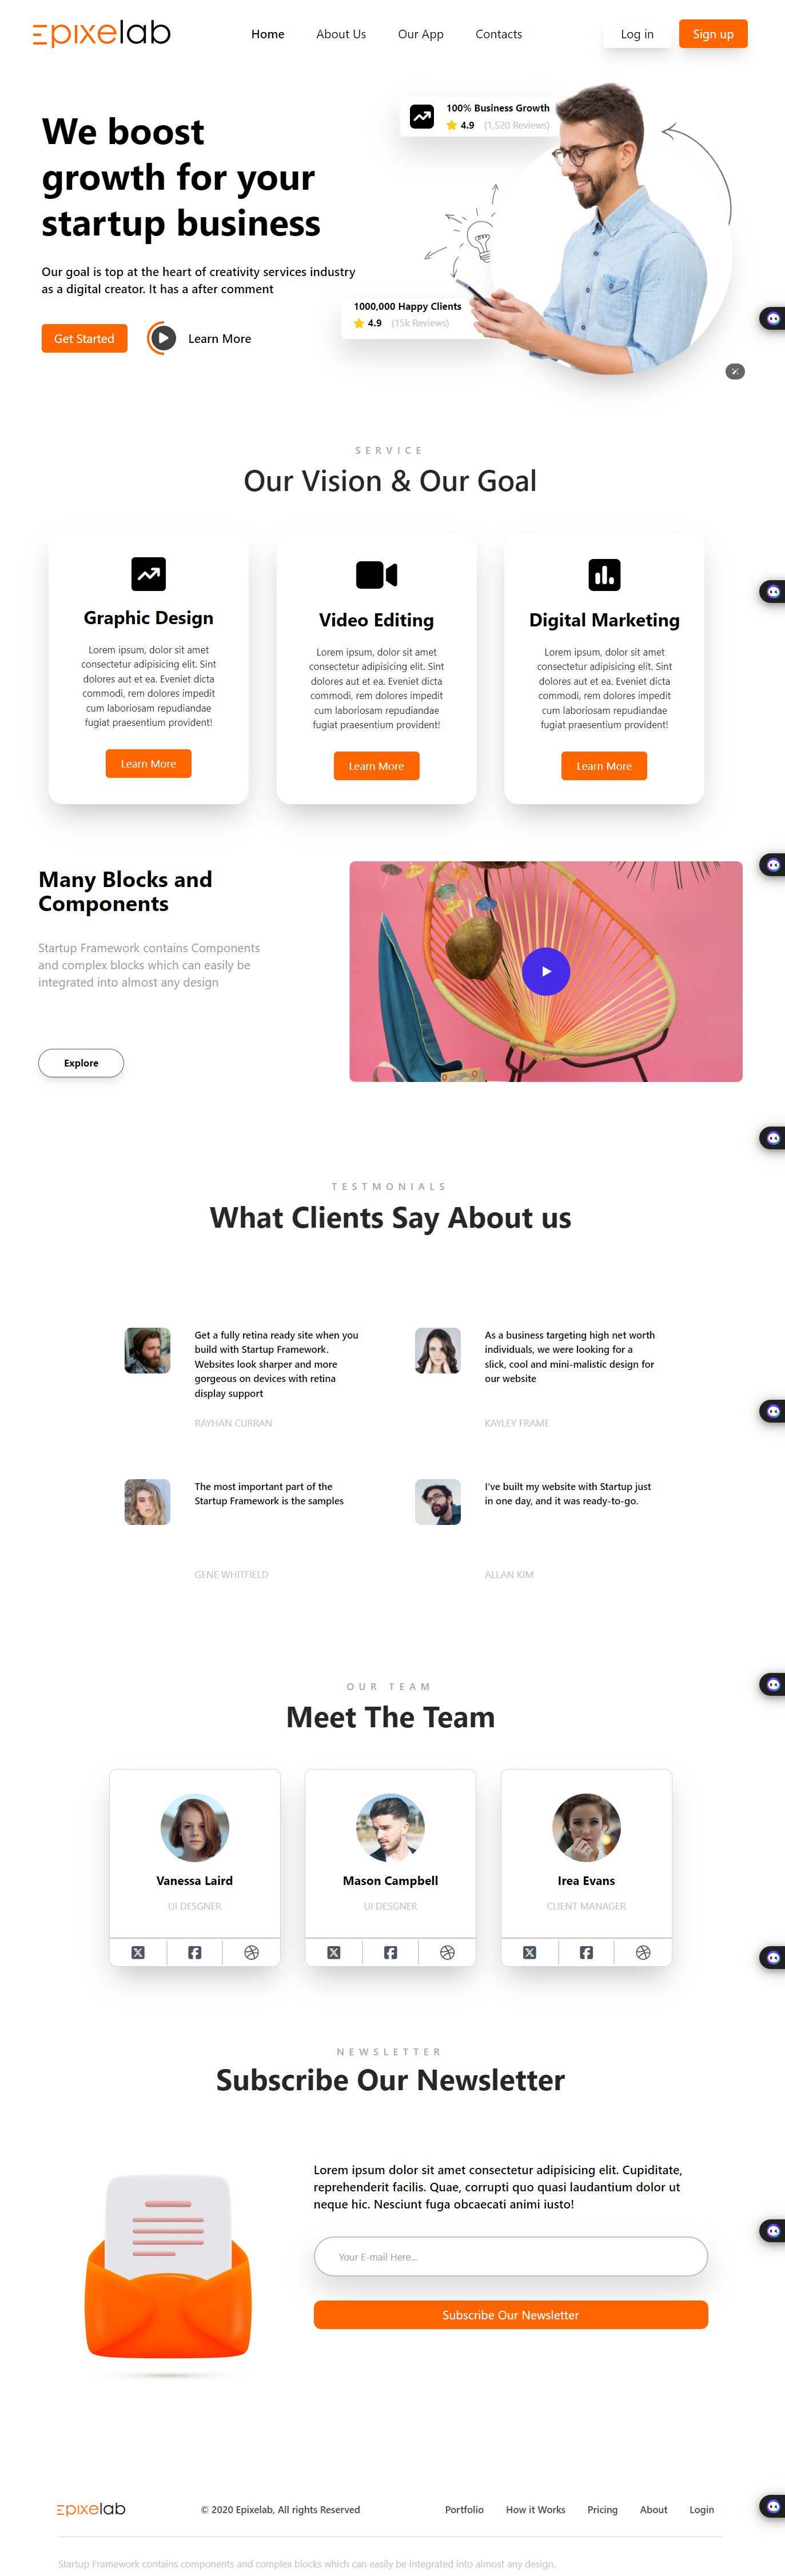 Epixelab
Home About Us Our App Contacts
Log in Sign up
We boost
growth for your
startup business
Our goal is top at the heart of creativity services industry
as a digital creator. It has a after comment
Get Started Learn More
100% Business Growth
4.9 (1,520 Reviews)
1000,000 Happy Clients
4.9 (15k Reviews)
SERVICE
Our Vision & Our Goal
Graphic Design
Lorem ipsum, dolor sit amet
consectetur adipisicing elit. Sint
dolores aut et ea. Eveniet dicta
commodi, rem dolores impedit
cum laboriosam repudiandae
fugiat praesentium provident!
Learn More
Video Editing
Lorem ipsum, dolor sit amet
consectetur adipisicing elit. Sint
dolores aut et ea. Eveniet dicta
commodi, rem dolores impedit
cum laboriosam repudiandae
fugiat praesentium provident!
Learn More
Digital Marketing
Lorem ipsum, dolor sit amet
consectetur adipisicing elit. Sint
dolores aut et ea. Eveniet dicta
commodi, rem dolores impedit
cum laboriosam repudiandae
fugiat praesentium provident!
Learn More
Many Blocks and
Components
Startup Framework contains Components
and complex blocks which can easily be
integrated into almost any design
Explore
TESTMONIALS
What Clients Say About us
Get a fully retina ready site when you
build with Startup Framework.
Websites look sharper and more
gorgeous on devices with retina
display support
RAYHAN CURRAN
As a business targeting high net worth
individuals, we were looking for a
slick, cool and mini-malistic design for
our website
KAYLEY FRAME
The most important part of the
Startup Framework is the samples
GENE WHITFIELD
I've built my website with Startup just
in one day, and it was ready-to-go.
ALLAN KIM
OUR TEAM
Meet The Team
Vanessa Laird
UI DESGNER
Mason Campbell
UI DESGNER
Irea Evans
CLIENT MANAGER
NEWSLETTER
Subscribe Our Newsletter
Lorem ipsum dolor sit amet consectetur adipisicing elit. Cupiditate,
reprehenderit facilis. Quae, corrupti quo quasi laudantium dolor ut
neque hic. Nesciunt fuga obcaecati animi iusto!
Your E-mail Here...
Subscribe Our Newsletter
Epixelab
© 2020 Epixelab, All rights Reserved
Portfolio How it Works Pricing About Login
Startup Framework contains components and complex blocks which can easily be integrated into almost any design.